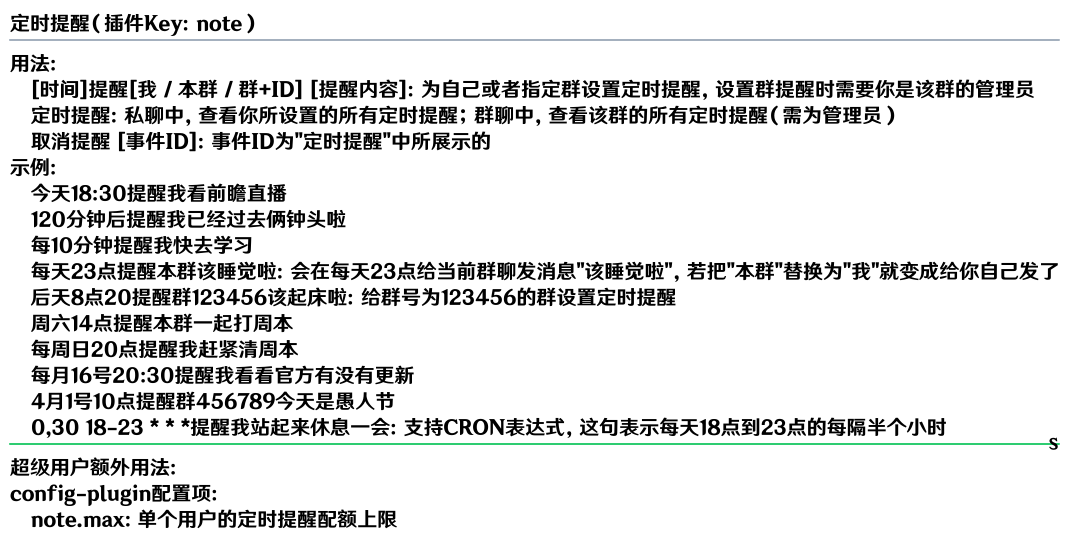 定时提醒(插件Key: note)
用法:
[时间]提醒[我 / 本群 / 群+ID] [提醒内容]: 为自己或者指定群设置定时提醒, 设置群提醒时需要你是该群的管理员
定时提醒: 私聊中, 查看你所设置的所有定时提醒; 群聊中, 查看该群的所有定时提醒(需为管理员)
取消提醒 [事件ID]: 事件ID为"定时提醒"中所展示的
示例:
今天18:30提醒我看前瞻直播
120分钟后提醒我已经过去俩钟头啦
每10分钟提醒我快去学习
每天23点提醒本群该睡觉啦: 会在每天23点给当前群聊发消息"该睡觉啦", 若把"本群"替换为"我"就变成给你自己发了
后天8点20提醒群123456该起床啦: 给群号为123456的群设置定时提醒
周六14点提醒本群一起打周本
每周日20点提醒我赶紧清周本
每月16号20:30提醒我看看官方有没有更新
4月1号10点提醒群456789今天是愚人节
0,30 18-23 * * *提醒我站起来休息一会: 支持CRON表达式, 这句表示每天18点到23点的每隔半个小时
S
超级用户额外用法:
config-plugin配置项:
note.max: 单个用户的定时提醒配额上限